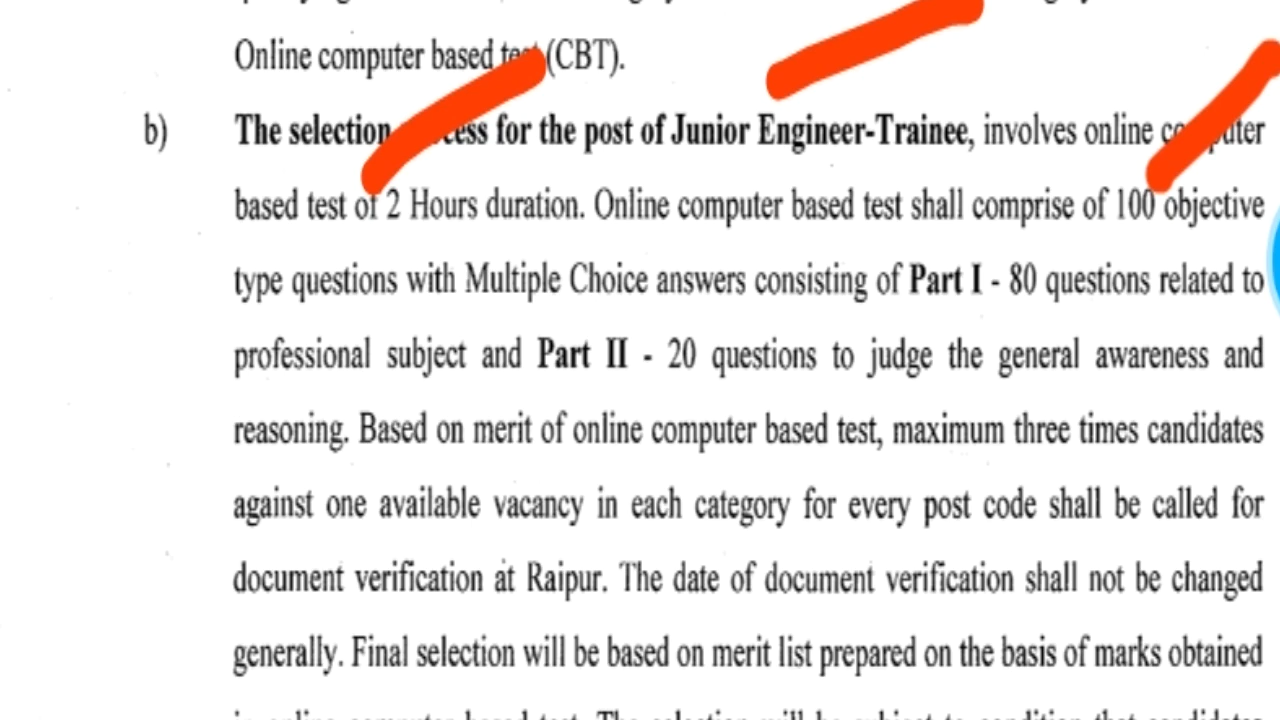 Online computer based (CBT).
b) The selection for the post of Junior Engineer-Trainee, involves online
based test of 2 Hours duration. Online computer based test shall comprise of 100 objective
type questions with Multiple Choice answers consisting of Part I - 80 questions related to
professional subject and Part II - 20 questions to judge the general awareness and
reasoning. Based on merit of online computer based test, maximum three times candidates
against one available vacancy in each category for every post code shall be called for
document verification at Raipur. The date of document verification shall not be changed
generally. Final selection will be based on merit list prepared on the basis of marks obtained